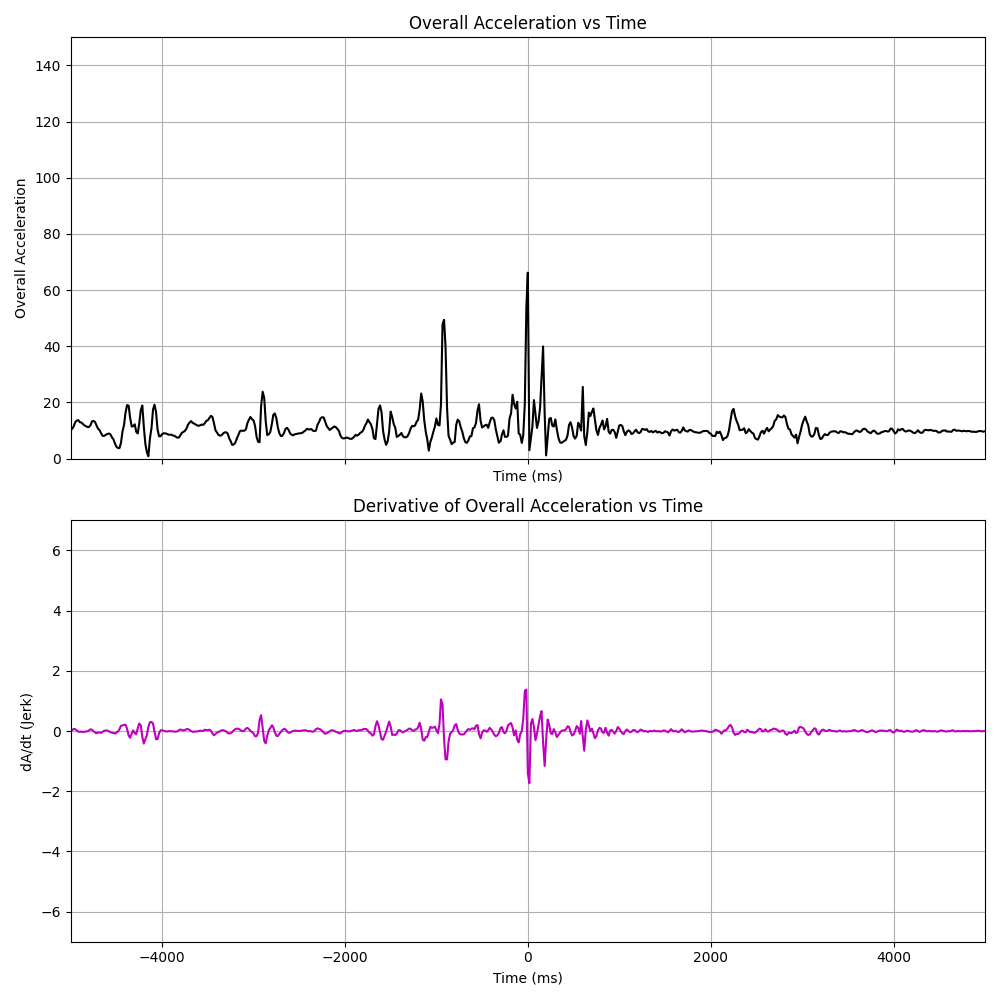 Overall Acceleration vs Time
140
120
100
80
60
40
20
0
Overall Acceleration
Time (ms)
Derivative of Overall Acceleration vs Time
6
4
2
0
−2
−4
−6
dA/dt (Jerk)
−4000 −2000 0 2000 4000
Time (ms)